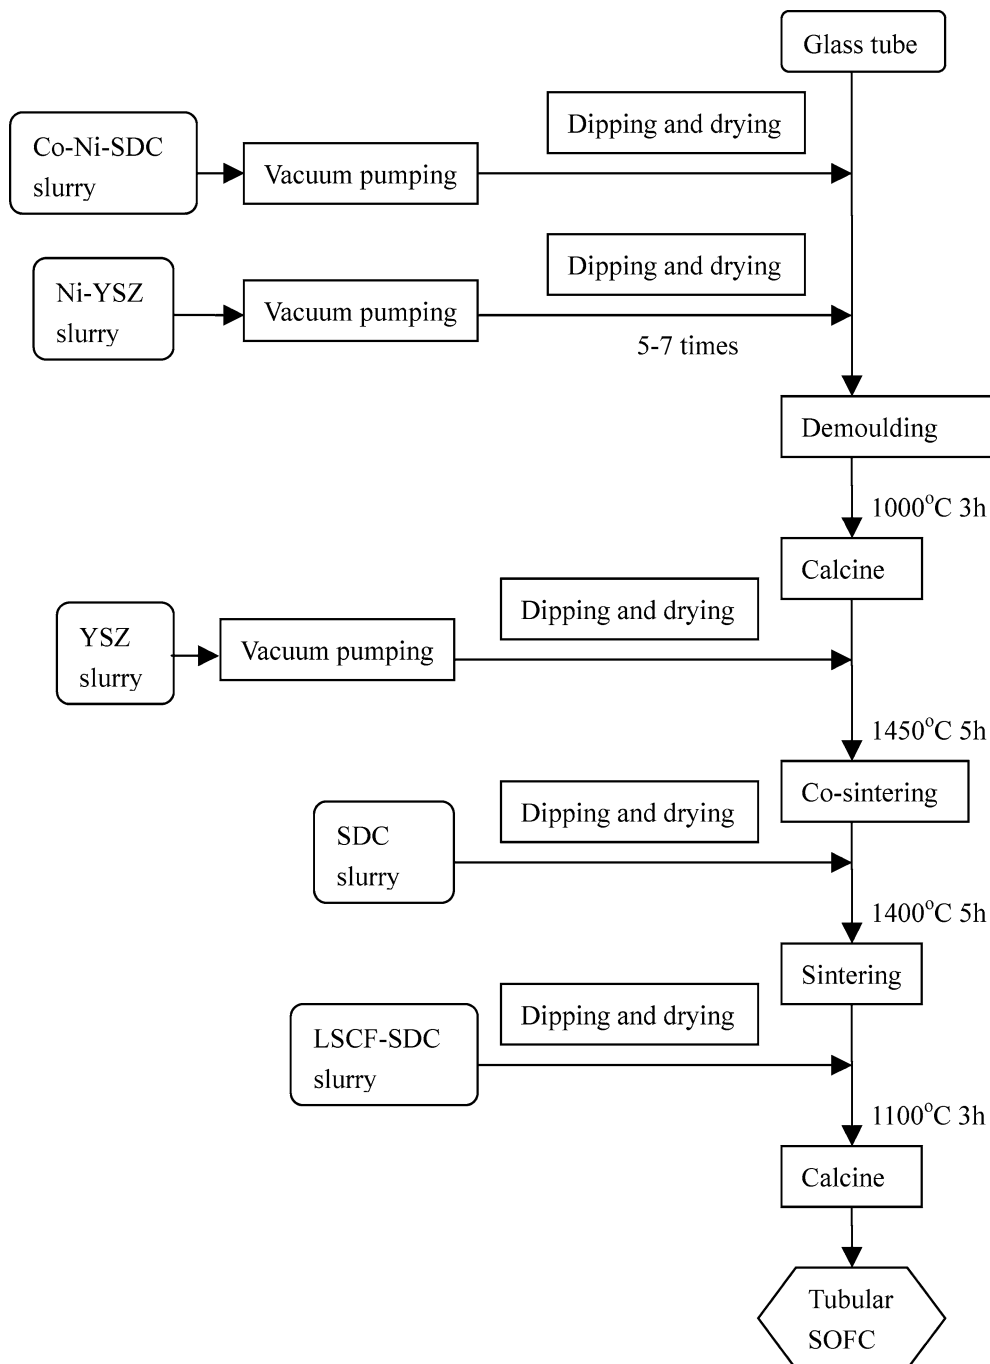 Glass tube
Dipping and drying
Co-Ni-SDC
slurry
Vacuum pumping
Dipping and drying
Ni-YSZ
slurry
Vacuum pumping
5-7 times
Demoulding
1000°C 3h
Calcine
Dipping and drying
YSZ
slurry
Vacuum pumping
1450°C 5h
Co-sintering
Dipping and drying
SDC
slurry
1400°C 5h
Sintering
Dipping and drying
LSCF-SDC
slurry
1100°C 3h
Calcine
Tubular
SOFC